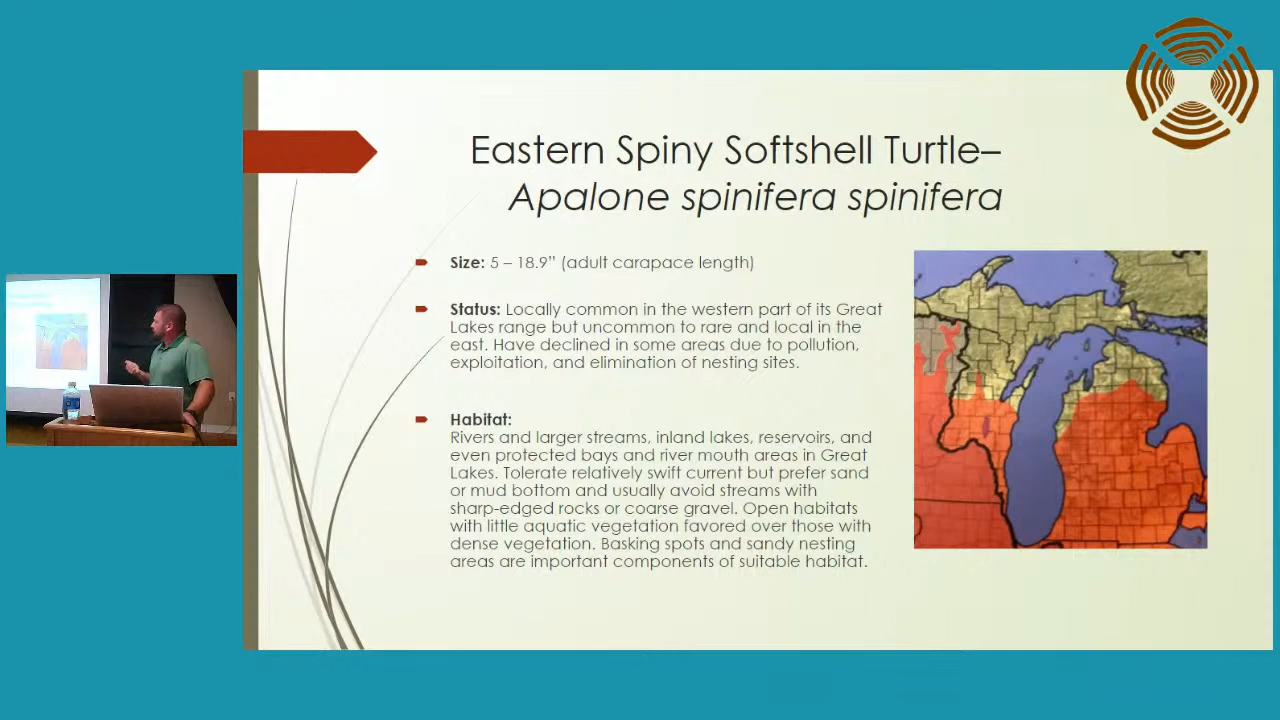 Eastern Spiny Softshell Turtle–
Apalone spinifera spinifera
Size: 5 – 18.9” (adult carapace length)
Status: Locally common in the western part of its Great
Lakes range but uncommon to rare and local in the
east. Have declined in some areas due to pollution,
exploitation, and elimination of nesting sites.
Habitat:
Rivers and larger streams, inland lakes, reservoirs, and
even protected bays and river mouth areas in Great
Lakes. Tolerate relatively swift current but prefer sand
or mud bottom and usually avoid streams with
sharp-edged rocks or coarse gravel. Open habitats
with little aquatic vegetation favored over those with
dense vegetation. Basking spots and sandy nesting
areas are important components of suitable habitat.